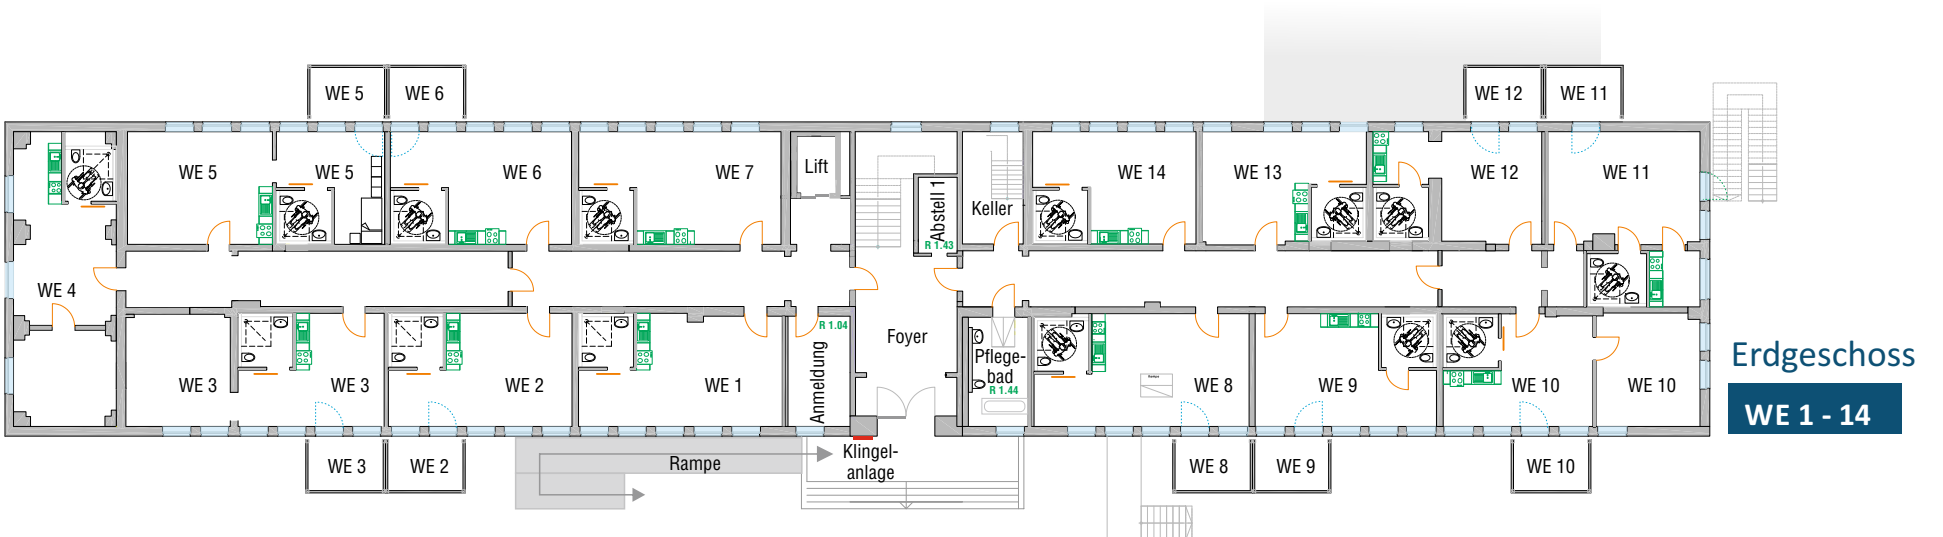 WE 5
WE 6
WE 12
WE 11
WE 5
WE 5
WE 6
WE 7
Lift
Abstell 1
R 1.43
Keller
WE 14
WE 13
WE 12
WE 11
WE 4
WE 3
WE 3
WE 2
WE 1
R 1.04
Anmeldung
Foyer
Pflege-
bad
R 1.44
WE 8
WE 9
WE 10
WE 10
Erdgeschoss
WE 1 - 14
WE 3
WE 2
Rampe
Klingel-
anlage
WE 8
WE 9
WE 10